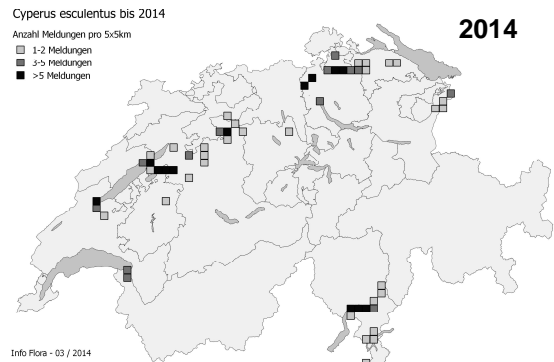 Cyperus esculentus bis 2014
2014
Anzahl Meldungen pro 5x5km
1-2 Meldungen
3-5 Meldungen
>5 Meldungen
Info Flora - 03 / 2014